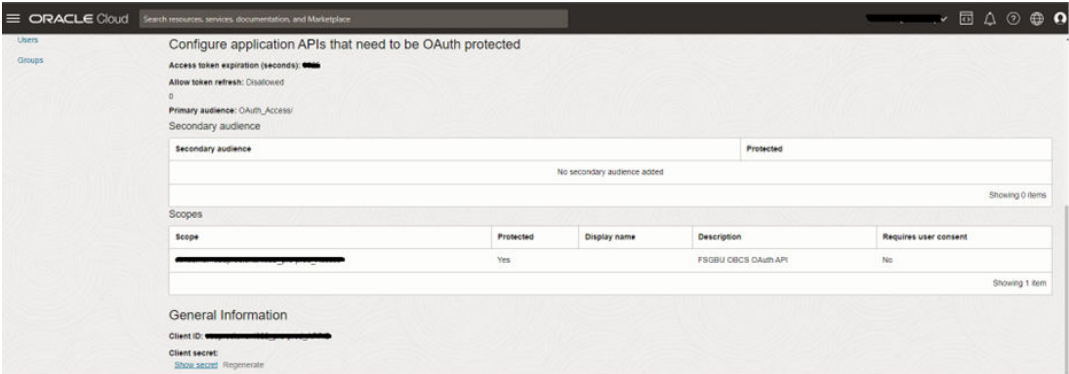 ORACLE Cloud Search resources, services, documentation, and Marketplace
Users
Groups
Configure application APIs that need to be OAuth protected
Access token expiration (seconds):
Allow token refresh: Disallowed
0
Primary audience: OAuth_Access/
Secondary audience
Secondary audience Protected
No secondary audience added
Showing 0 items
Scopes
Scope Protected Display name Description Requires user consent
Yes FSGBU OBCS OAuth API No
Showing 1 item
General Information
Client ID:
Client secret:
Show secret Regenerate